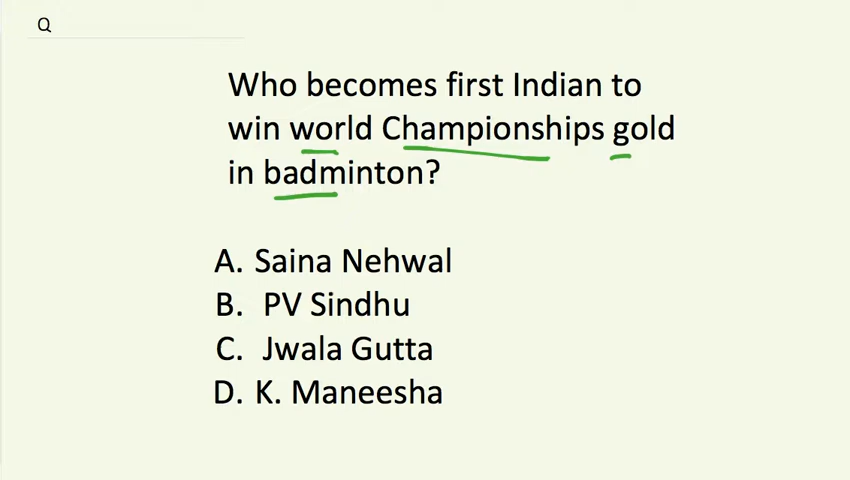 Q
Who becomes first Indian to
win world Championships gold
in badminton?
A. Saina Nehwal
B. PV Sindhu
C. Jwala Gutta
D. K. Maneesha